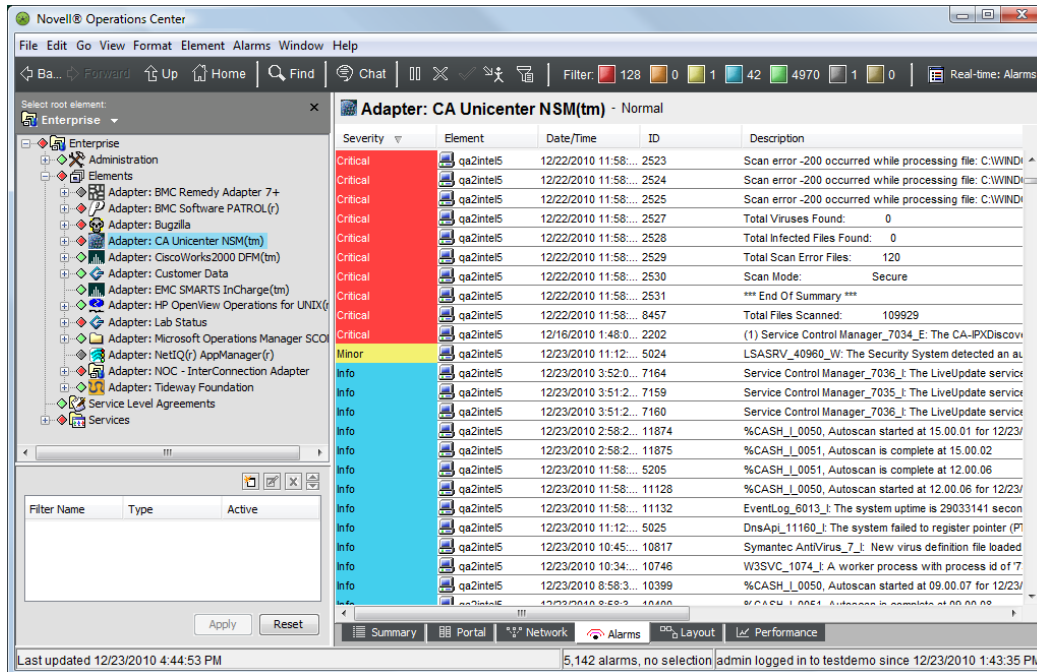 Novell® Operations Center
File Edit Go View Format Element Alarms Window Help
Ba... Forward Up Home Find Chat Filter: 128 0 1 42 4970 1 0 Real-time: Alarms
Select root element:
Enterprise
Enterprise
Administration
Elements
Adapter: BMC Remedy Adapter 7+
Adapter: BMC Software PATROL(r)
Adapter: Bugzilla
Adapter: CA Unicenter NSM(tm)
Adapter: CiscoWorks2000 DFM(tm)
Adapter: Customer Data
Adapter: EMC SMARTS InCharge(tm)
Adapter: HP OpenView Operations for UNIX(r
Adapter: Lab Status
Adapter: Microsoft Operations Manager SCO
Adapter: NetIQ(r) AppManager(r)
Adapter: NOC - InterConnection Adapter
Adapter: Tideway Foundation
Service Level Agreements
Services
Filter Name Type Active
Apply Reset
Adapter: CA Unicenter NSM(tm) - Normal
Severity Element Date/Time ID Description
Critical qa2intel5 12/22/2010 11:58:... 2523 Scan error -200 occurred while processing file: C:\WIND
Critical qa2intel5 12/22/2010 11:58:... 2524 Scan error -200 occurred while processing file: C:\WIND
Critical qa2intel5 12/22/2010 11:58:... 2525 Scan error -200 occurred while processing file: C:\WIND
Critical qa2intel5 12/22/2010 11:58:... 2527 Total Viruses Found: 0
Critical qa2intel5 12/22/2010 11:58:... 2528 Total Infected Files Found: 0
Critical qa2intel5 12/22/2010 11:58:... 2529 Total Scan Error Files: 120
Critical qa2intel5 12/22/2010 11:58:... 2530 Scan Mode: Secure
Critical qa2intel5 12/22/2010 11:58:... 2531 *** End Of Summary ***
Critical qa2intel5 12/22/2010 11:58:... 8457 Total Files Scanned: 109929
Critical qa2intel5 12/16/2010 1:48:0... 2202 (1) Service Control Manager_7034_E: The CA-IPXDiscov
Minor qa2intel5 12/23/2010 11:12:... 5024 LSASRV_40960_W: The Security System detected an au
Info qa2intel5 12/23/2010 3:52:0... 7164 Service Control Manager_7036_I: The LiveUpdate service
Info qa2intel5 12/23/2010 3:51:2... 7159 Service Control Manager_7035_I: The LiveUpdate service
Info qa2intel5 12/23/2010 3:51:2... 7160 Service Control Manager_7036_I: The LiveUpdate service
Info qa2intel5 12/23/2010 2:58:2... 11874 %CASH_I_0050, Autoscan started at 15.00.01 for 12/23/
Info qa2intel5 12/23/2010 2:58:2... 11875 %CASH_I_0051, Autoscan is complete at 15.00.02
Info qa2intel5 12/23/2010 11:58:... 5205 %CASH_I_0051, Autoscan is complete at 12.00.06
Info qa2intel5 12/23/2010 11:58:... 11128 %CASH_I_0050, Autoscan started at 12.00.06 for 12/23/
Info qa2intel5 12/23/2010 11:58:... 11132 EventLog_6013_I: The system uptime is 29033141 secon
Info qa2intel5 12/23/2010 11:12:... 5025 DnsApi_11160_I: The system failed to register pointer (PT
Info qa2intel5 12/23/2010 10:45:... 10817 Symantec AntiVirus_7_I: New virus definition file loaded
Info qa2intel5 12/23/2010 10:34:... 10746 W3SVC_1074_I: A worker process with process id of '7
Info qa2intel5 12/23/2010 8:58:3... 10399 %CASH_I_0050, Autoscan started at 09.00.07 for 12/23/
Summary Portal Network Alarms Layout Performance
Last updated 12/23/2010 4:44:53 PM 5,142 alarms, no selection admin logged in to testdemo since 12/23/2010 1:43:35 PM